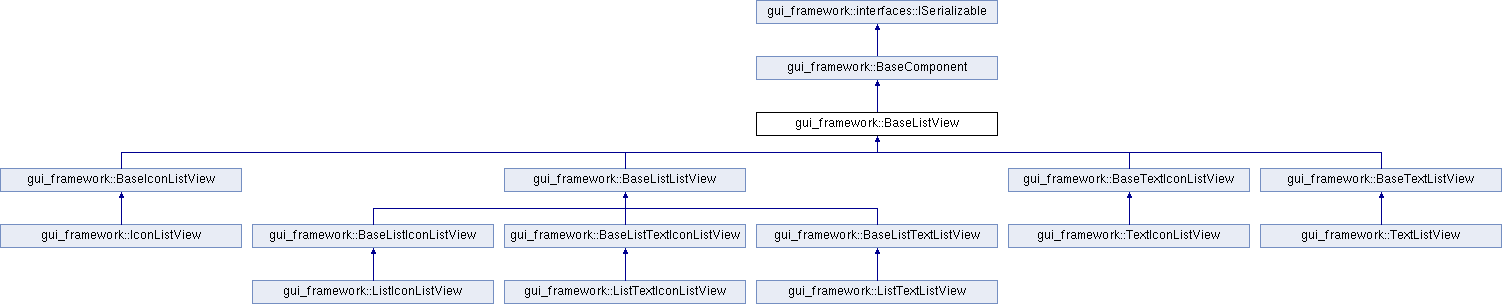 gui_framework::interfaces::ISerializable
gui_framework::BaseComponent
gui_framework::BaseListView
gui_framework::BaseIconListView
gui_framework::BaseListListView
gui_framework::BaseTextIconListView
gui_framework::BaseTextListView
gui_framework::IconListView
gui_framework::BaseListIconListView
gui_framework::BaseListTextIconListView
gui_framework::BaseListTextListView
gui_framework::TextIconListView
gui_framework::TextListView
gui_framework::ListIconListView
gui_framework::ListTextIconListView
gui_framework::ListTextListView